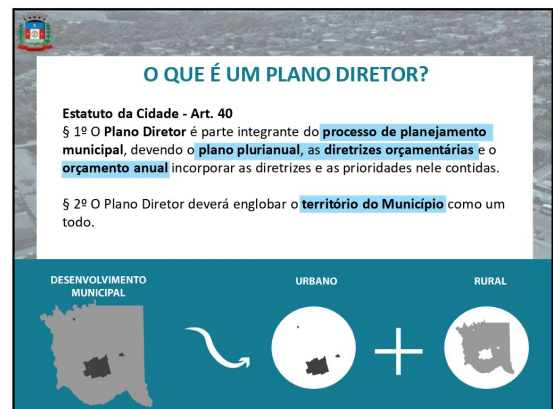 O QUE É UM PLANO DIRETOR?
Estatuto da Cidade - Art. 40
§ 1º O Plano Diretor é parte integrante do processo de planejamento
municipal, devendo o plano plurianual, as diretrizes orçamentárias e o
orçamento anual incorporar as diretrizes e as prioridades nele contidas.
§ 2º O Plano Diretor deverá englobar o território do Município como um
todo.
DESENVOLVIMENTO
MUNICIPAL
URBANO
RURAL